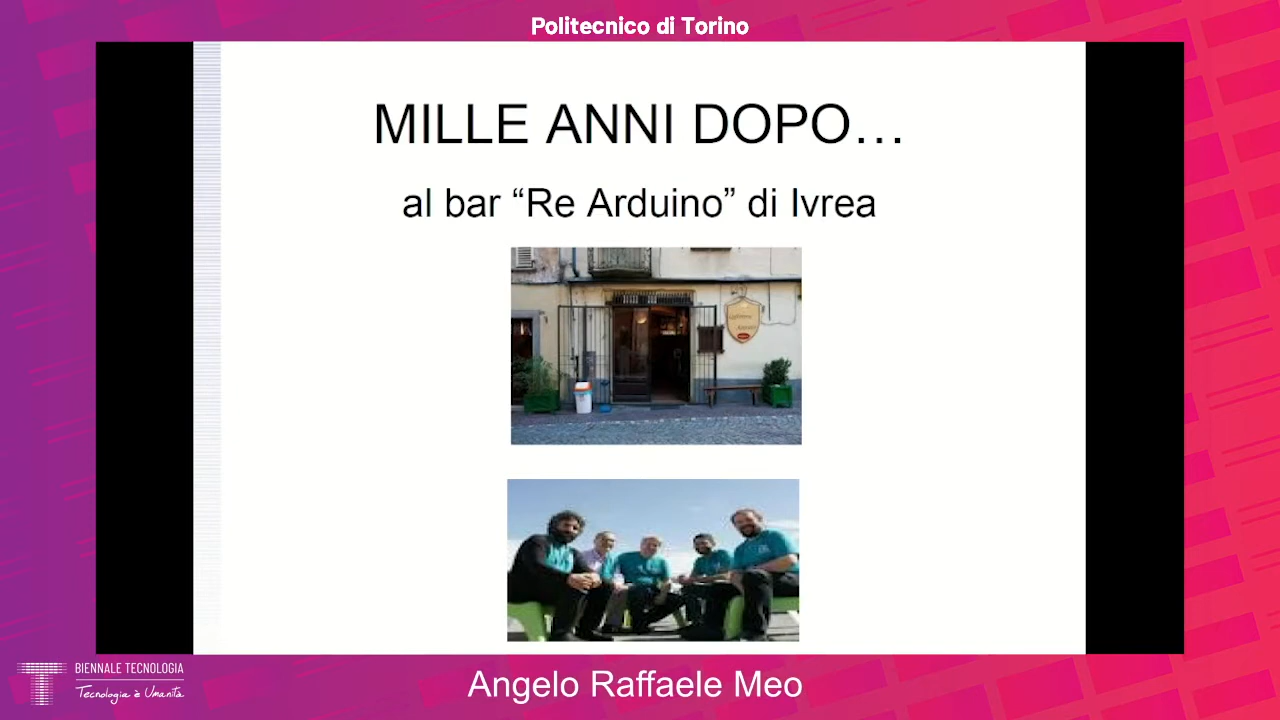 Politecnico di Torino
MILLE ANNI DOPO…
al bar “Re Arduino” di Ivrea
BIENNALE TECNOLOGIA
Tecnologia è Umanità
Angelo Raffaele Meo